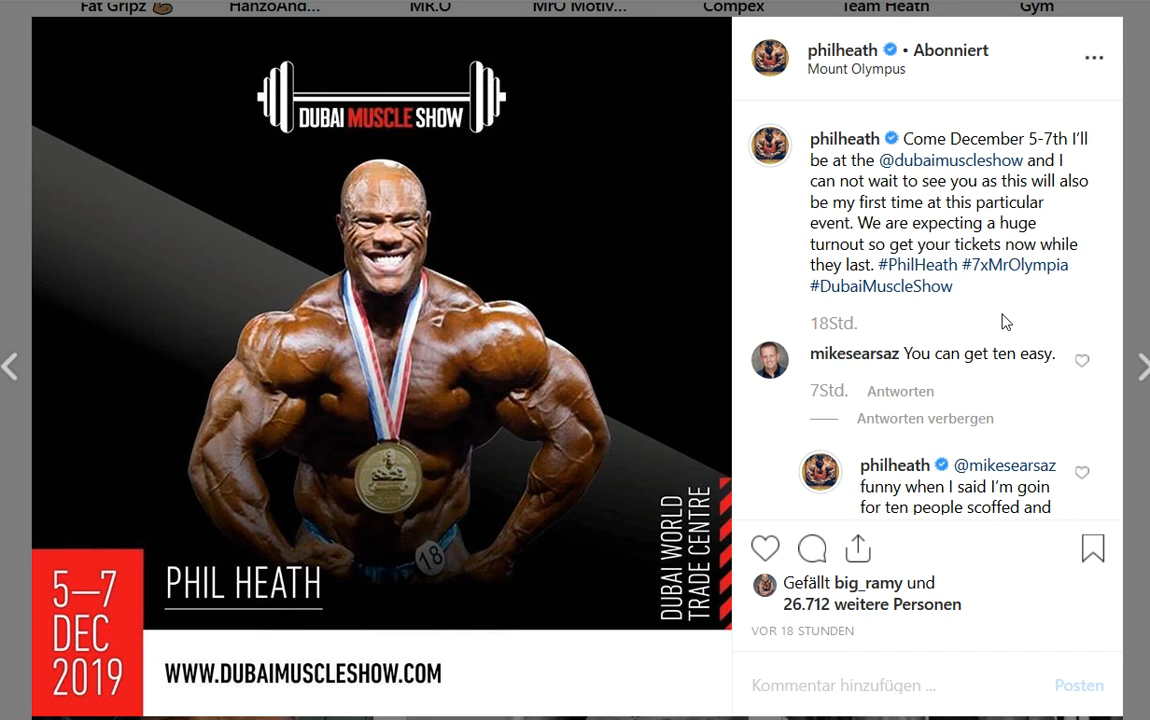 Fat Gripz 💪
HanzoAnd...
MR.O
MrO Motiv...
Compex
Team Heath
Gym
DUBAI MUSCLE SHOW
18
DUBAI WORLD
TRADE CENTRE
PHIL HEATH
5—7
DEC
2019
WWW.DUBAIMUSCLESHOW.COM
philheath • Abonniert
Mount Olympus
philheath Come December 5-7th I'll
be at the @dubaimuscleshow and I
can not wait to see you as this will also
be my first time at this particular
event. We are expecting a huge
turnout so get your tickets now while
they last. #PhilHeath #7xMrOlympia
#DubaiMuscleShow
18Std.
mikesearsaz You can get ten easy.
7Std. Antworten
Antworten verbergen
philheath @mikesearsaz
funny when I said I'm goin
for ten people scoffed and
Gefällt big_ramy und
26.712 weitere Personen
VOR 18 STUNDEN
Kommentar hinzufügen ...
Posten